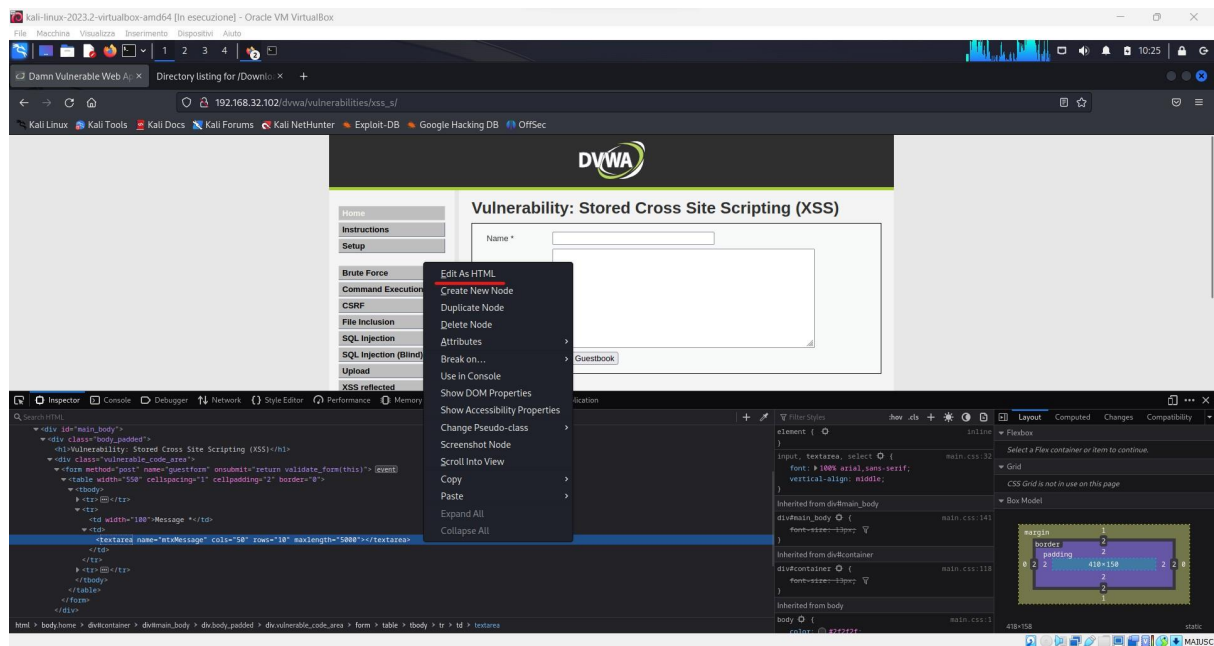 kali-linux-2023.2-virtualbox-amd64 [In esecuzione] - Oracle VM VirtualBox
File Macchina Visualizza Inserimento Dispositivi Aiuto
1 2 3 4 2 10:25
Damn Vulnerable Web Ap × Directory listing for /Downlo × +
192.168.32.102/dvwa/vulnerabilities/xss_s/
Kali Linux Kali Tools Kali Docs Kali Forums Kali NetHunter Exploit-DB Google Hacking DB OffSec
DVWA
Home
Instructions
Setup
Brute Force
Command Execution
CSRF
File Inclusion
SQL Injection
SQL Injection (Blind)
Upload
XSS reflected
Vulnerability: Stored Cross Site Scripting (XSS)
Name *
Guestbook
Edit As HTML
Create New Node
Duplicate Node
Delete Node
Attributes
Break on...
Use in Console
Show DOM Properties
Show Accessibility Properties
Change Pseudo-class
Screenshot Node
Scroll Into View
Copy
Paste
Expand All
Collapse All
Inspector Console Debugger Network Style Editor Performance Memory
Search HTML
<div id="main_body">
<div class="body_padded">
<h1>Vulnerability: Stored Cross Site Scripting (XSS)</h1>
<div class="vulnerable_code_area">
<form method="post" name="guestform" onsubmit="return validate_form(this)"> event
<table width="550" cellspacing="1" cellpadding="2" border="0">
<tbody>
<tr> </tr>
<tr>
<td width="100">Message *</td>
<td>
<textarea name="mtxMessage" cols="50" rows="10" maxlength="5000"></textarea>
</td>
</tr>
<tr> </tr>
</tbody>
</table>
</form>
</div>
html > body.home > div#container > div#main_body > div.body_padded > div.vulnerable_code_area > form > table > tbody > tr > td > textarea
Filter Styles :hov .cls +
element { inline
}
input, textarea, select { main.css:32
font: 100% arial,sans-serif;
vertical-align: middle;
}
Inherited from div#main_body
div#main_body { main.css:141
font-size: 13px;
}
Inherited from div#container
div#container { main.css:118
font-size: 13px;
}
Inherited from body
body { main.css:1
color: #2f2f2f;
Layout Computed Changes Compatibility
Flexbox
Select a Flex container or item to continue.
Grid
CSS Grid is not in use on this page
Box Model
margin 1
border 2
padding 2
0 2 2 410×150 2 2 0
2
2
1
418×158 static
MAIUSC